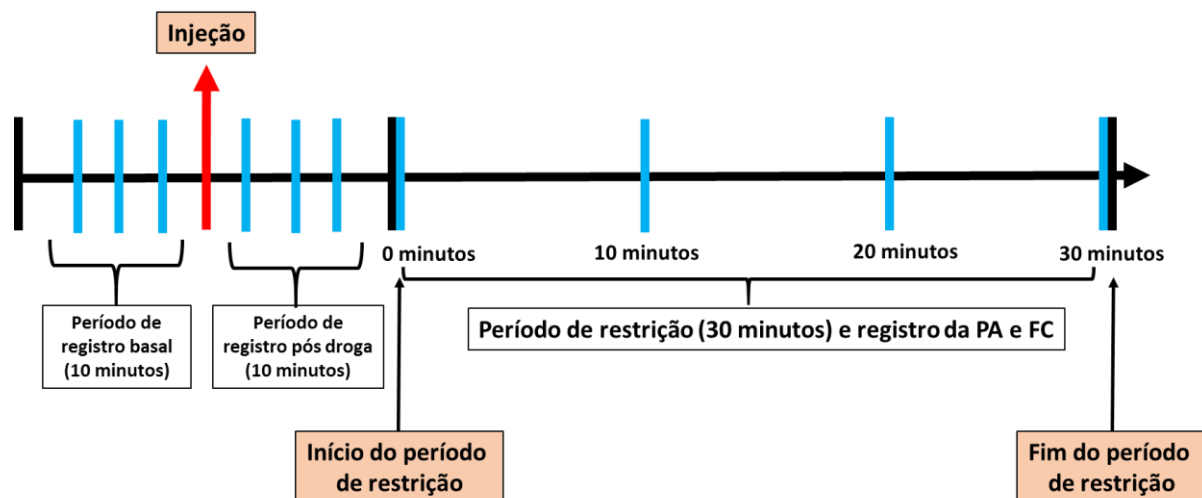 Injeção
0 minutos
10 minutos
20 minutos
30 minutos
Período de
registro basal
(10 minutos)
Período de
registro pós droga
(10 minutos)
Período de restrição (30 minutos) e registro da PA e FC
Início do período
de restrição
Fim do período
de restrição